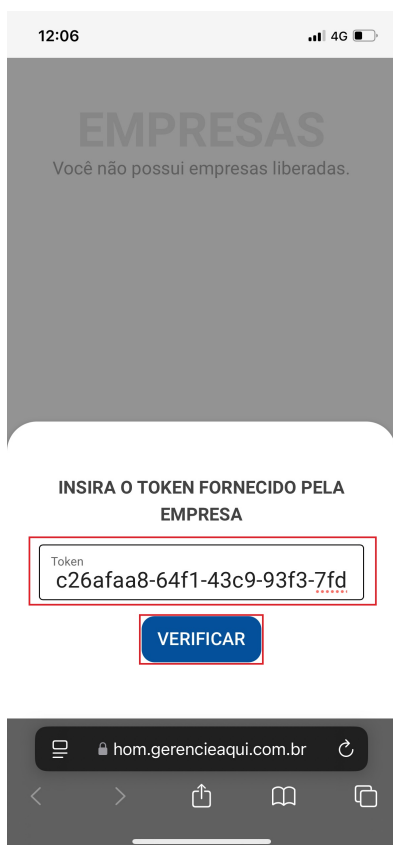 12:06 4G
EMPRESAS
Você não possui empresas liberadas.
INSIRA O TOKEN FORNECIDO PELA
EMPRESA
Token
c26afaa8-64f1-43c9-93f3-7fd
VERIFICAR
hom.gerencieaqui.com.br